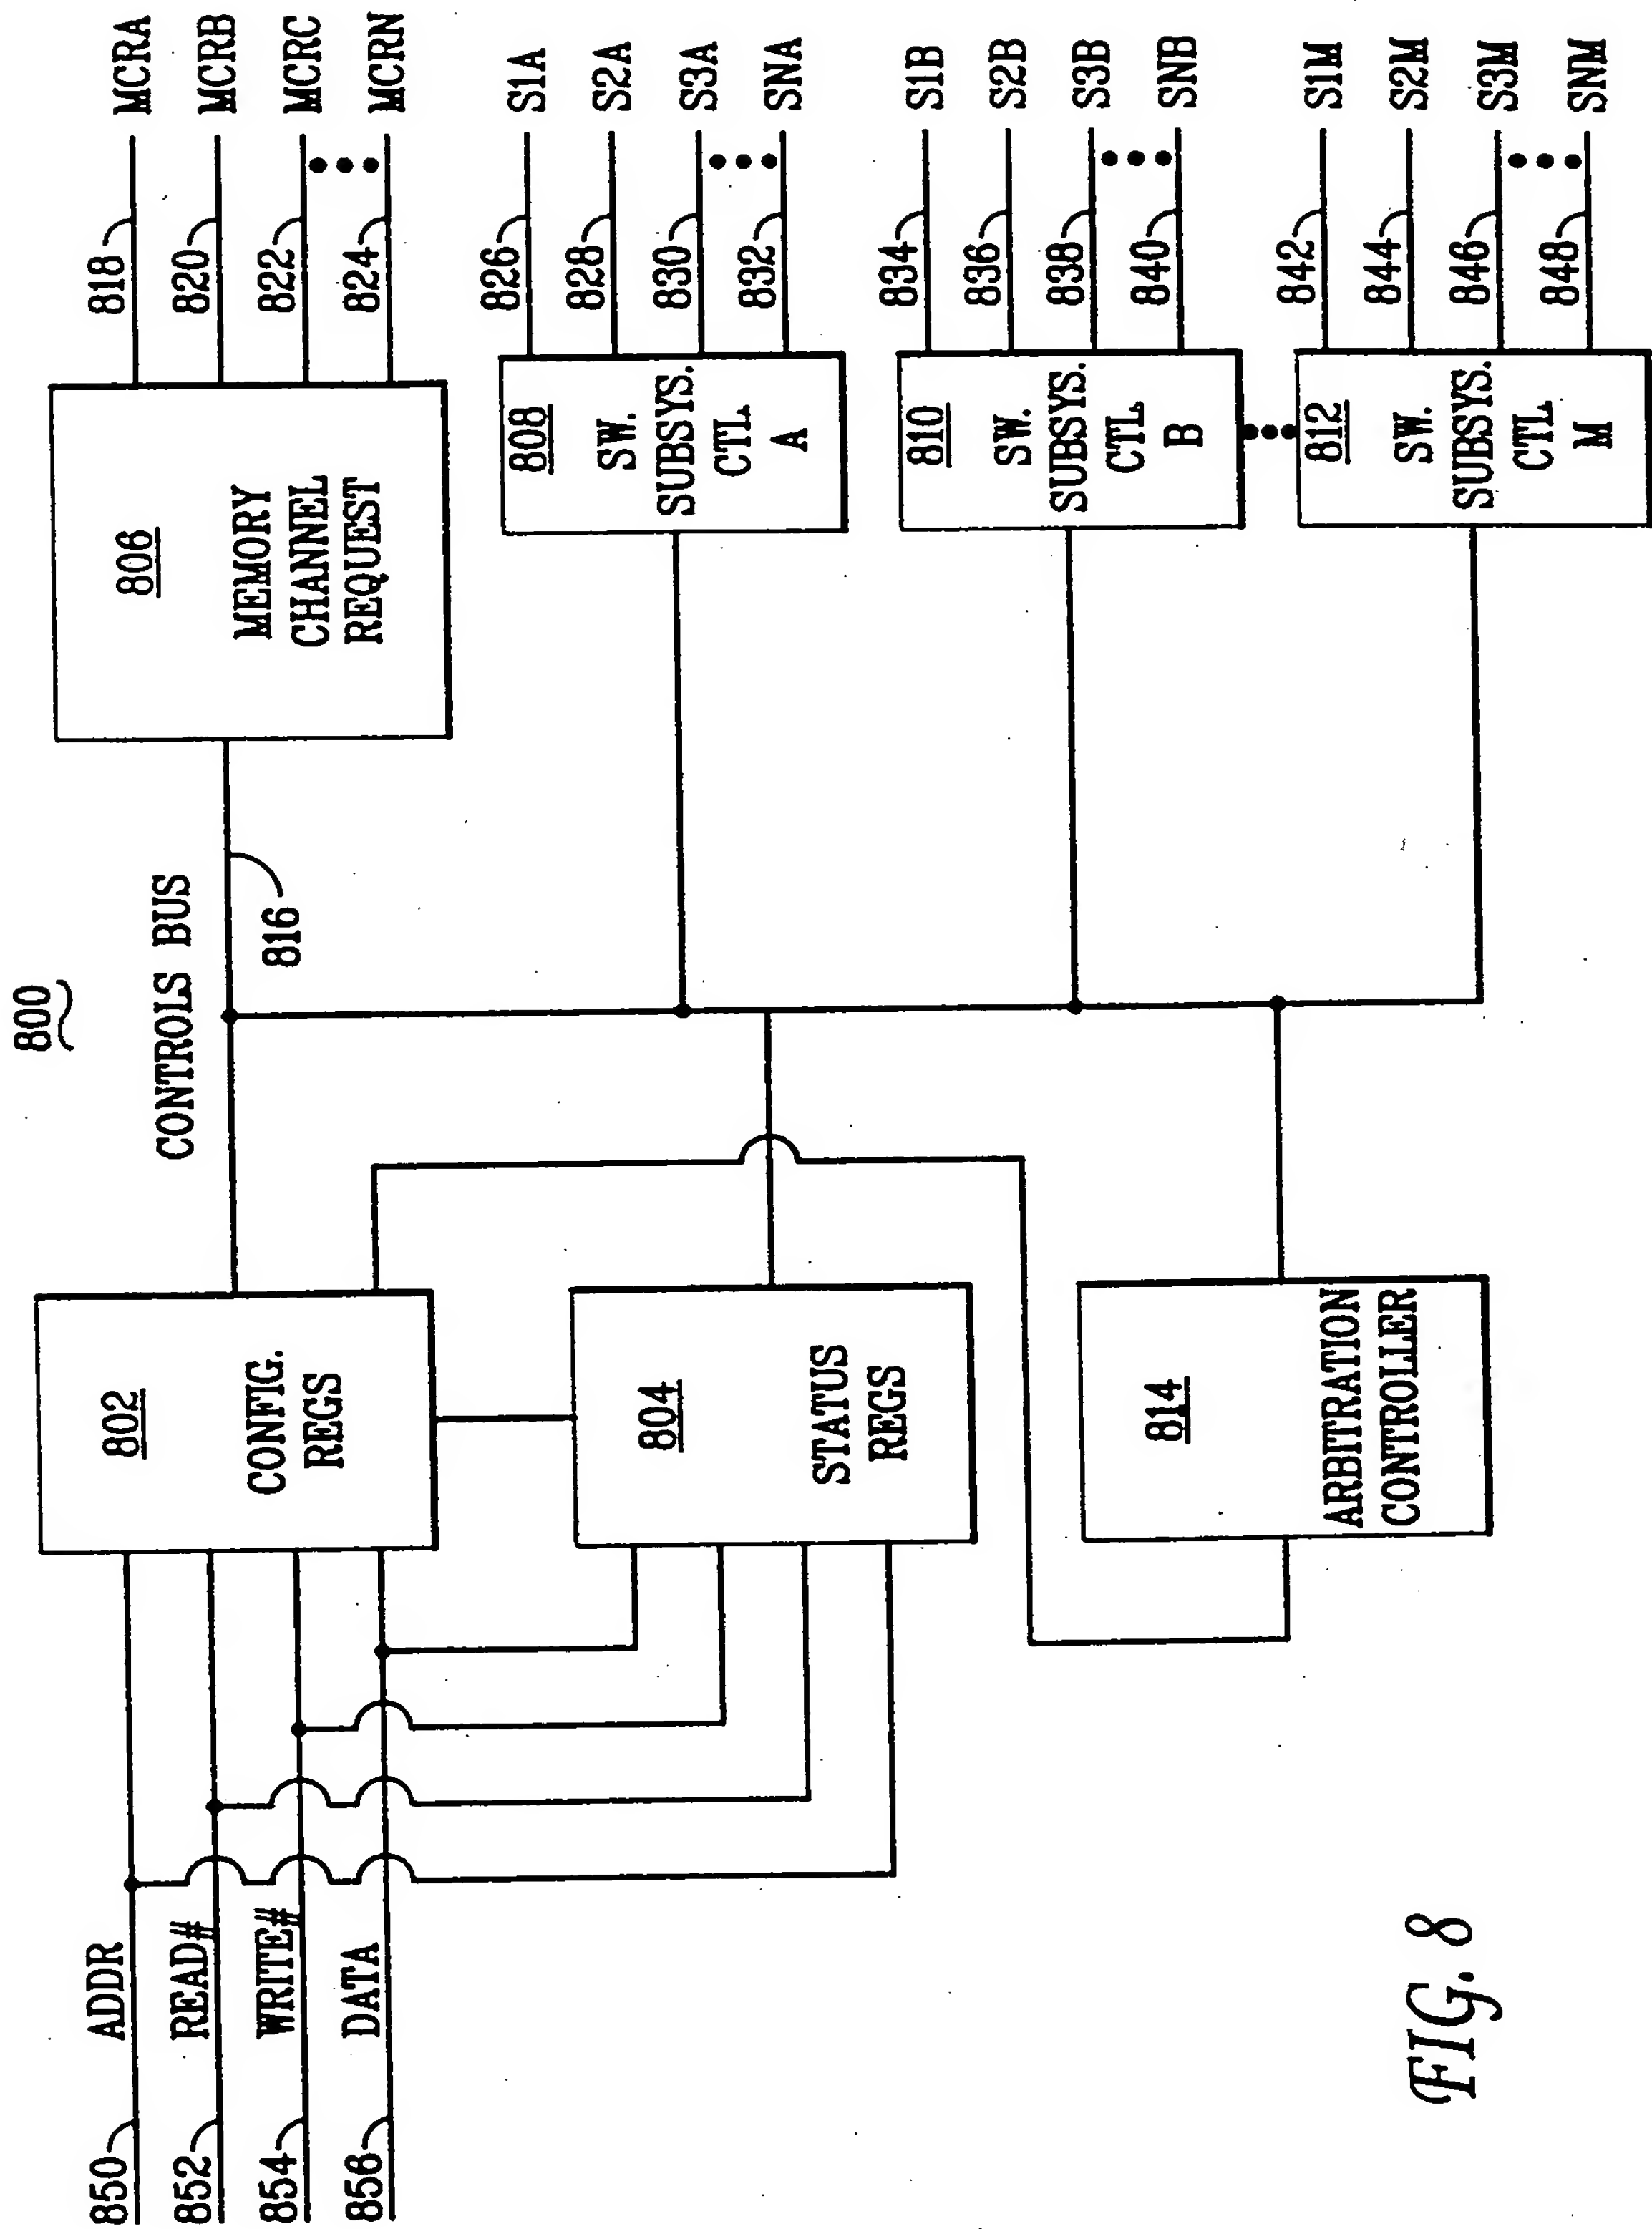 800
850
ADDR
852
READ#
854
WRITE#
856
DATA
802
CONFIG.
REGS
804
STATUS
REGS
814
ARBITRATION
CONTROLLER
CONTROLS BUS
816
806
MEMORY
CHANNEL
REQUEST
818
MCRA
820
MCRB
822
MCRC
824
MCRN
808
SW.
SUBSYS.
CTL
A
826
S1A
828
S2A
830
S3A
832
SNA
810
SW.
SUBSYS.
CTL
B
834
S1B
836
S2B
838
S3B
840
SNB
812
SW.
SUBSYS.
CTL
M
842
S1M
844
S2M
846
S3M
848
SNM
FIG. 8